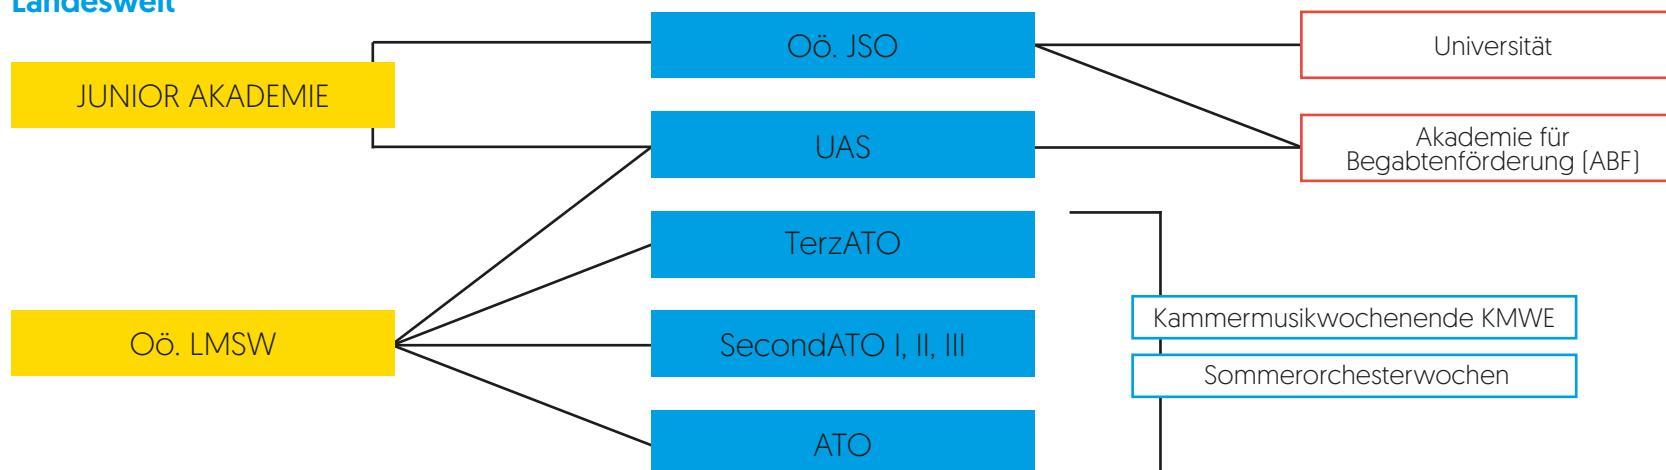 Landesweit
Oö. JSO
Universität
JUNIOR AKADEMIE
UAS
Akademie für
Begabtenförderung (ABF)
TerzATO
Kammermusikwochenende KMWE
Oö. LMSW
SecondATO I, II, III
Sommerorchesterwochen
ATO